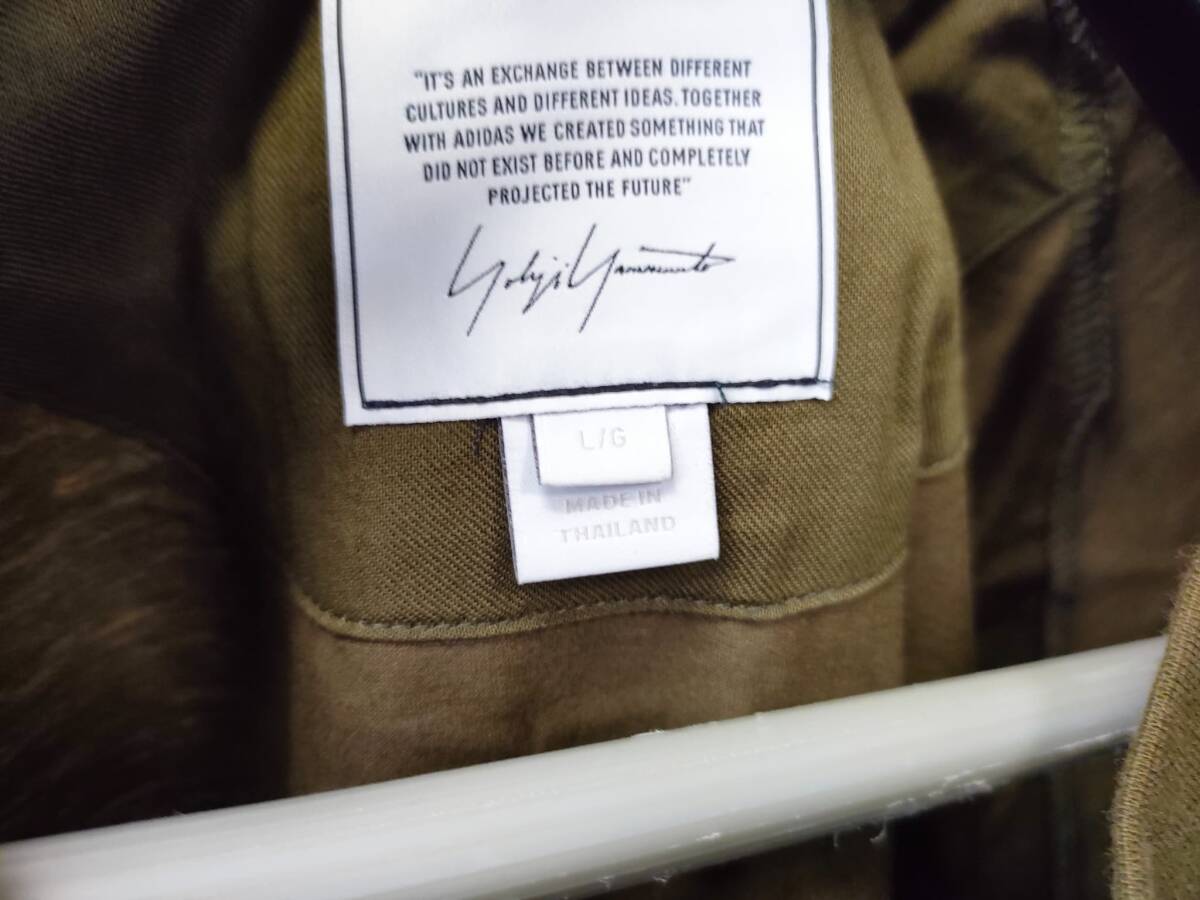 "IT'S AN EXCHANGE BETWEEN DIFFERENT
CULTURES AND DIFFERENT IDEAS. TOGETHER
WITH ADIDAS WE CREATED SOMETHING THAT
DID NOT EXIST BEFORE AND COMPLETELY
PROJECTED THE FUTURE"
Yohji Yamamoto
L/G
MADE IN
THAILAND